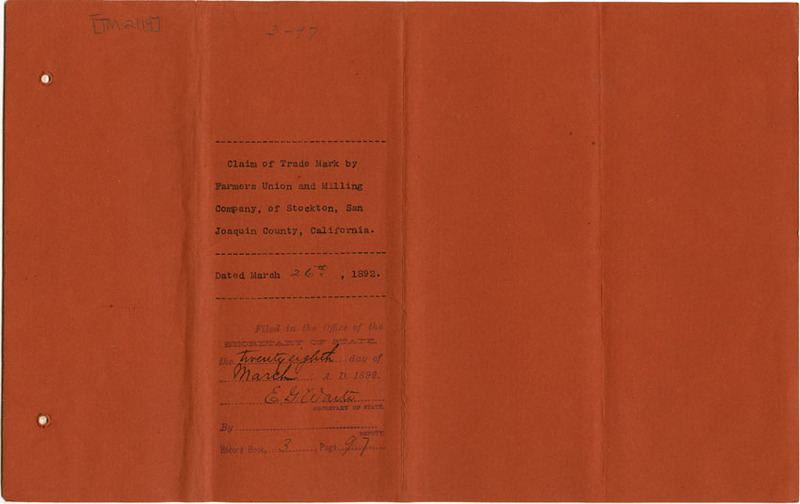 [TM 2119]
3-97
Claim of Trade Mark by
Farmers Union and Milling
Company, of Stockton, San
Joaquin County, California.
Dated March 26th, 1892.
Filed in the Office of the
SECRETARY OF STATE,
the twenty eighth day of
March A. D. 1892.
E. G. Waite
SECRETARY OF STATE.
By
DEPUTY.
Record Book, 3, Page 97